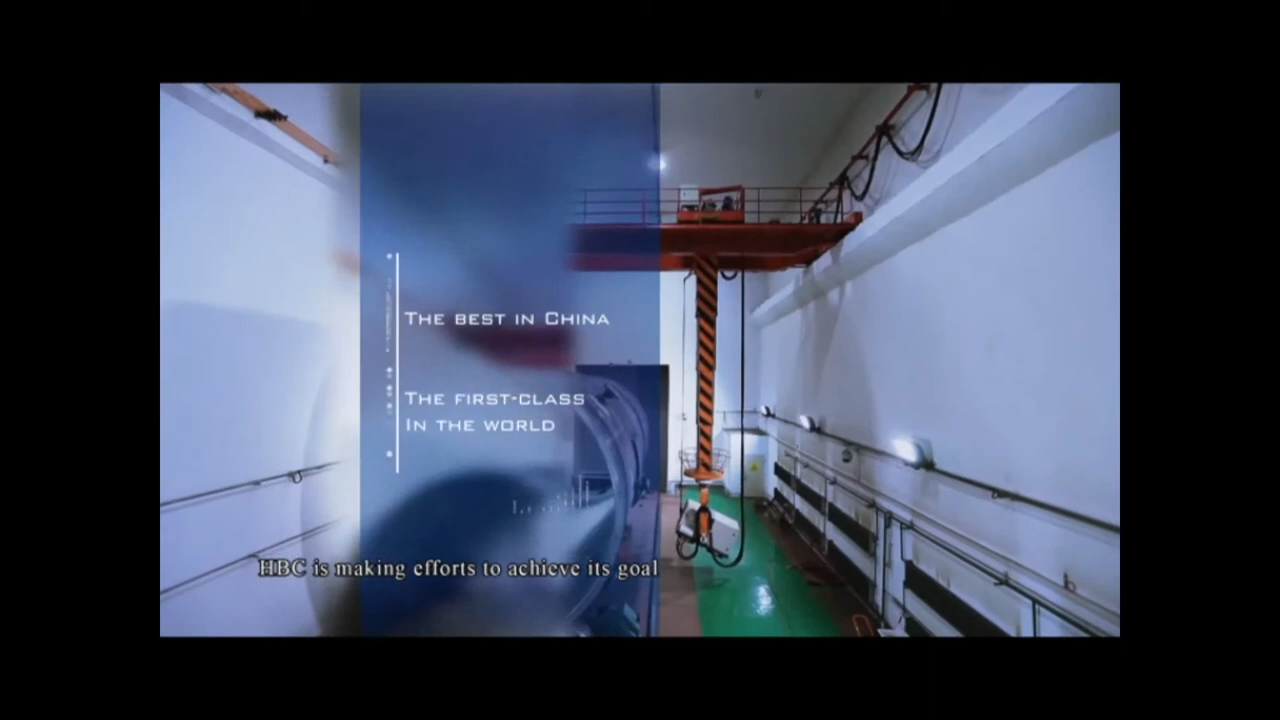 The best in China
The first-class
In the world
HBC is making efforts to achieve its goal